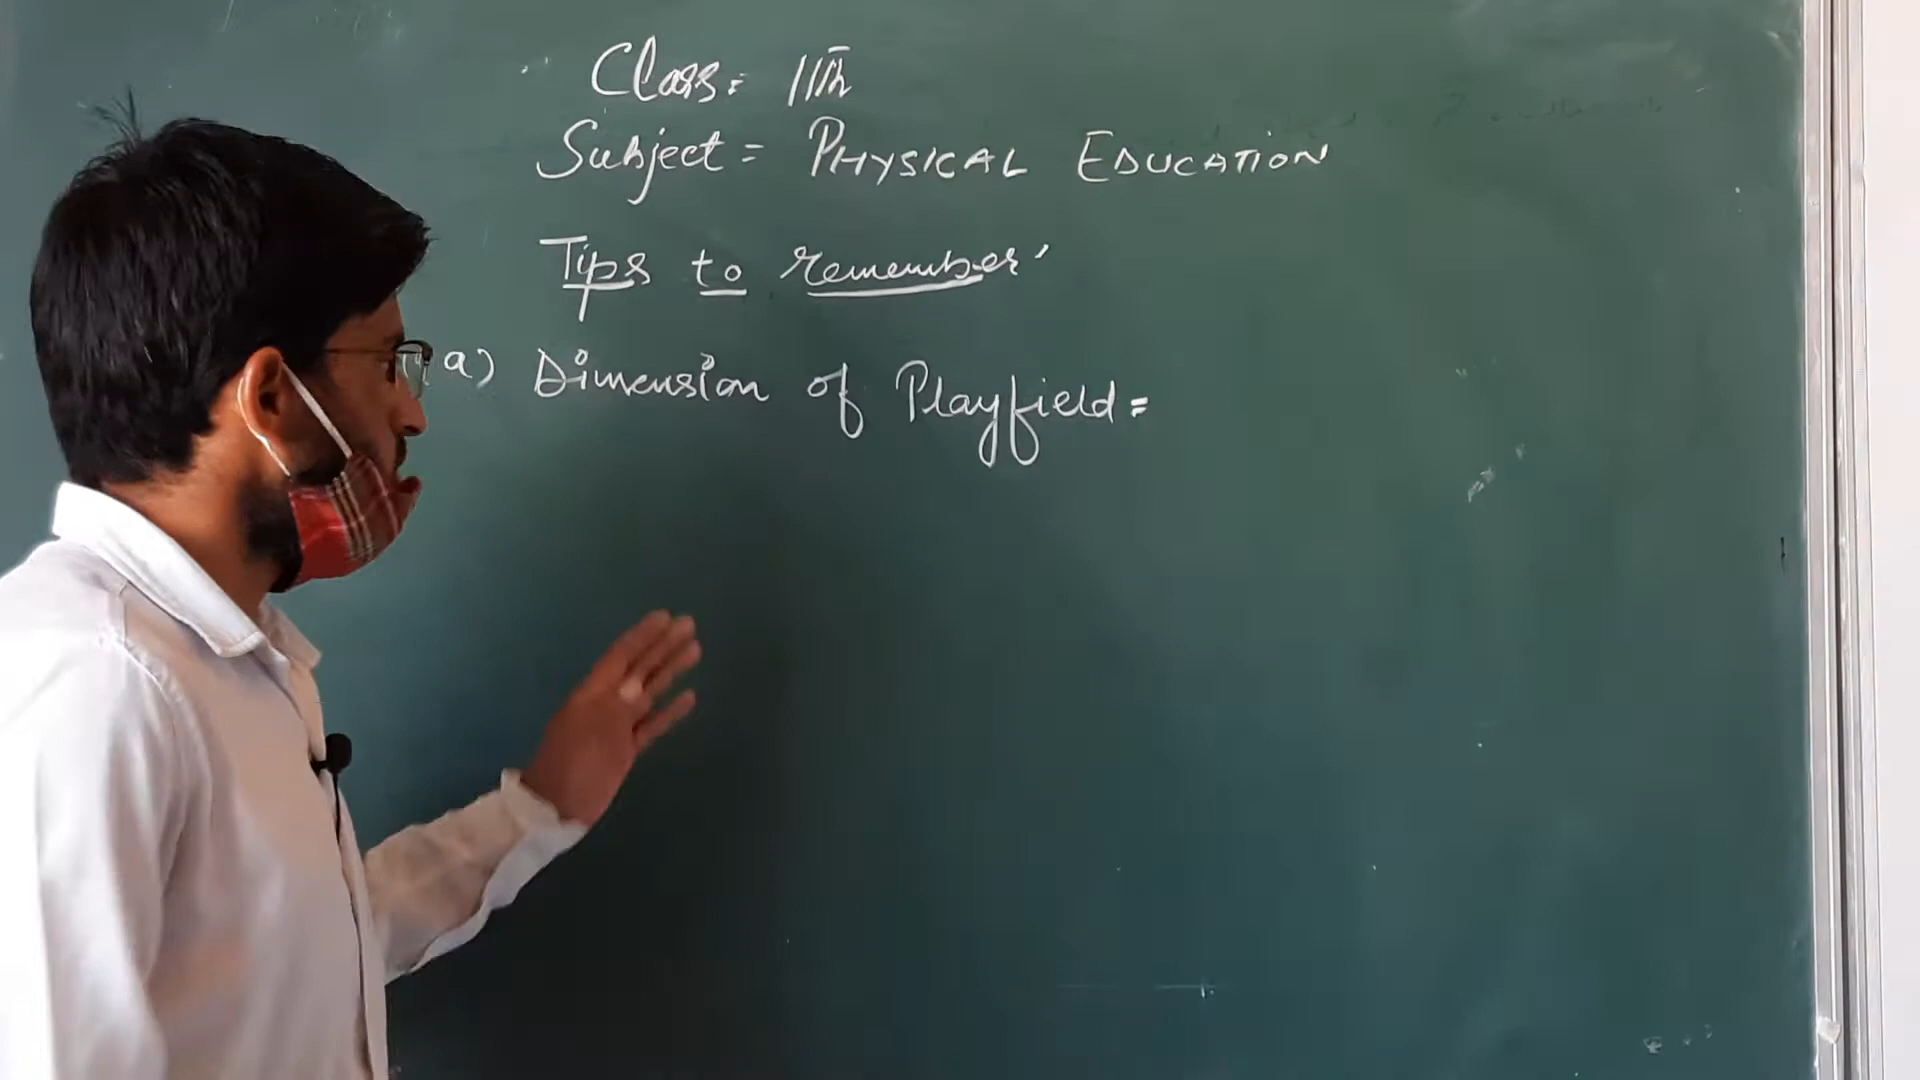 Class = 11th
Subject = PHYSICAL EDUCATION
Tips to remember
a) Dimension of Playfield =